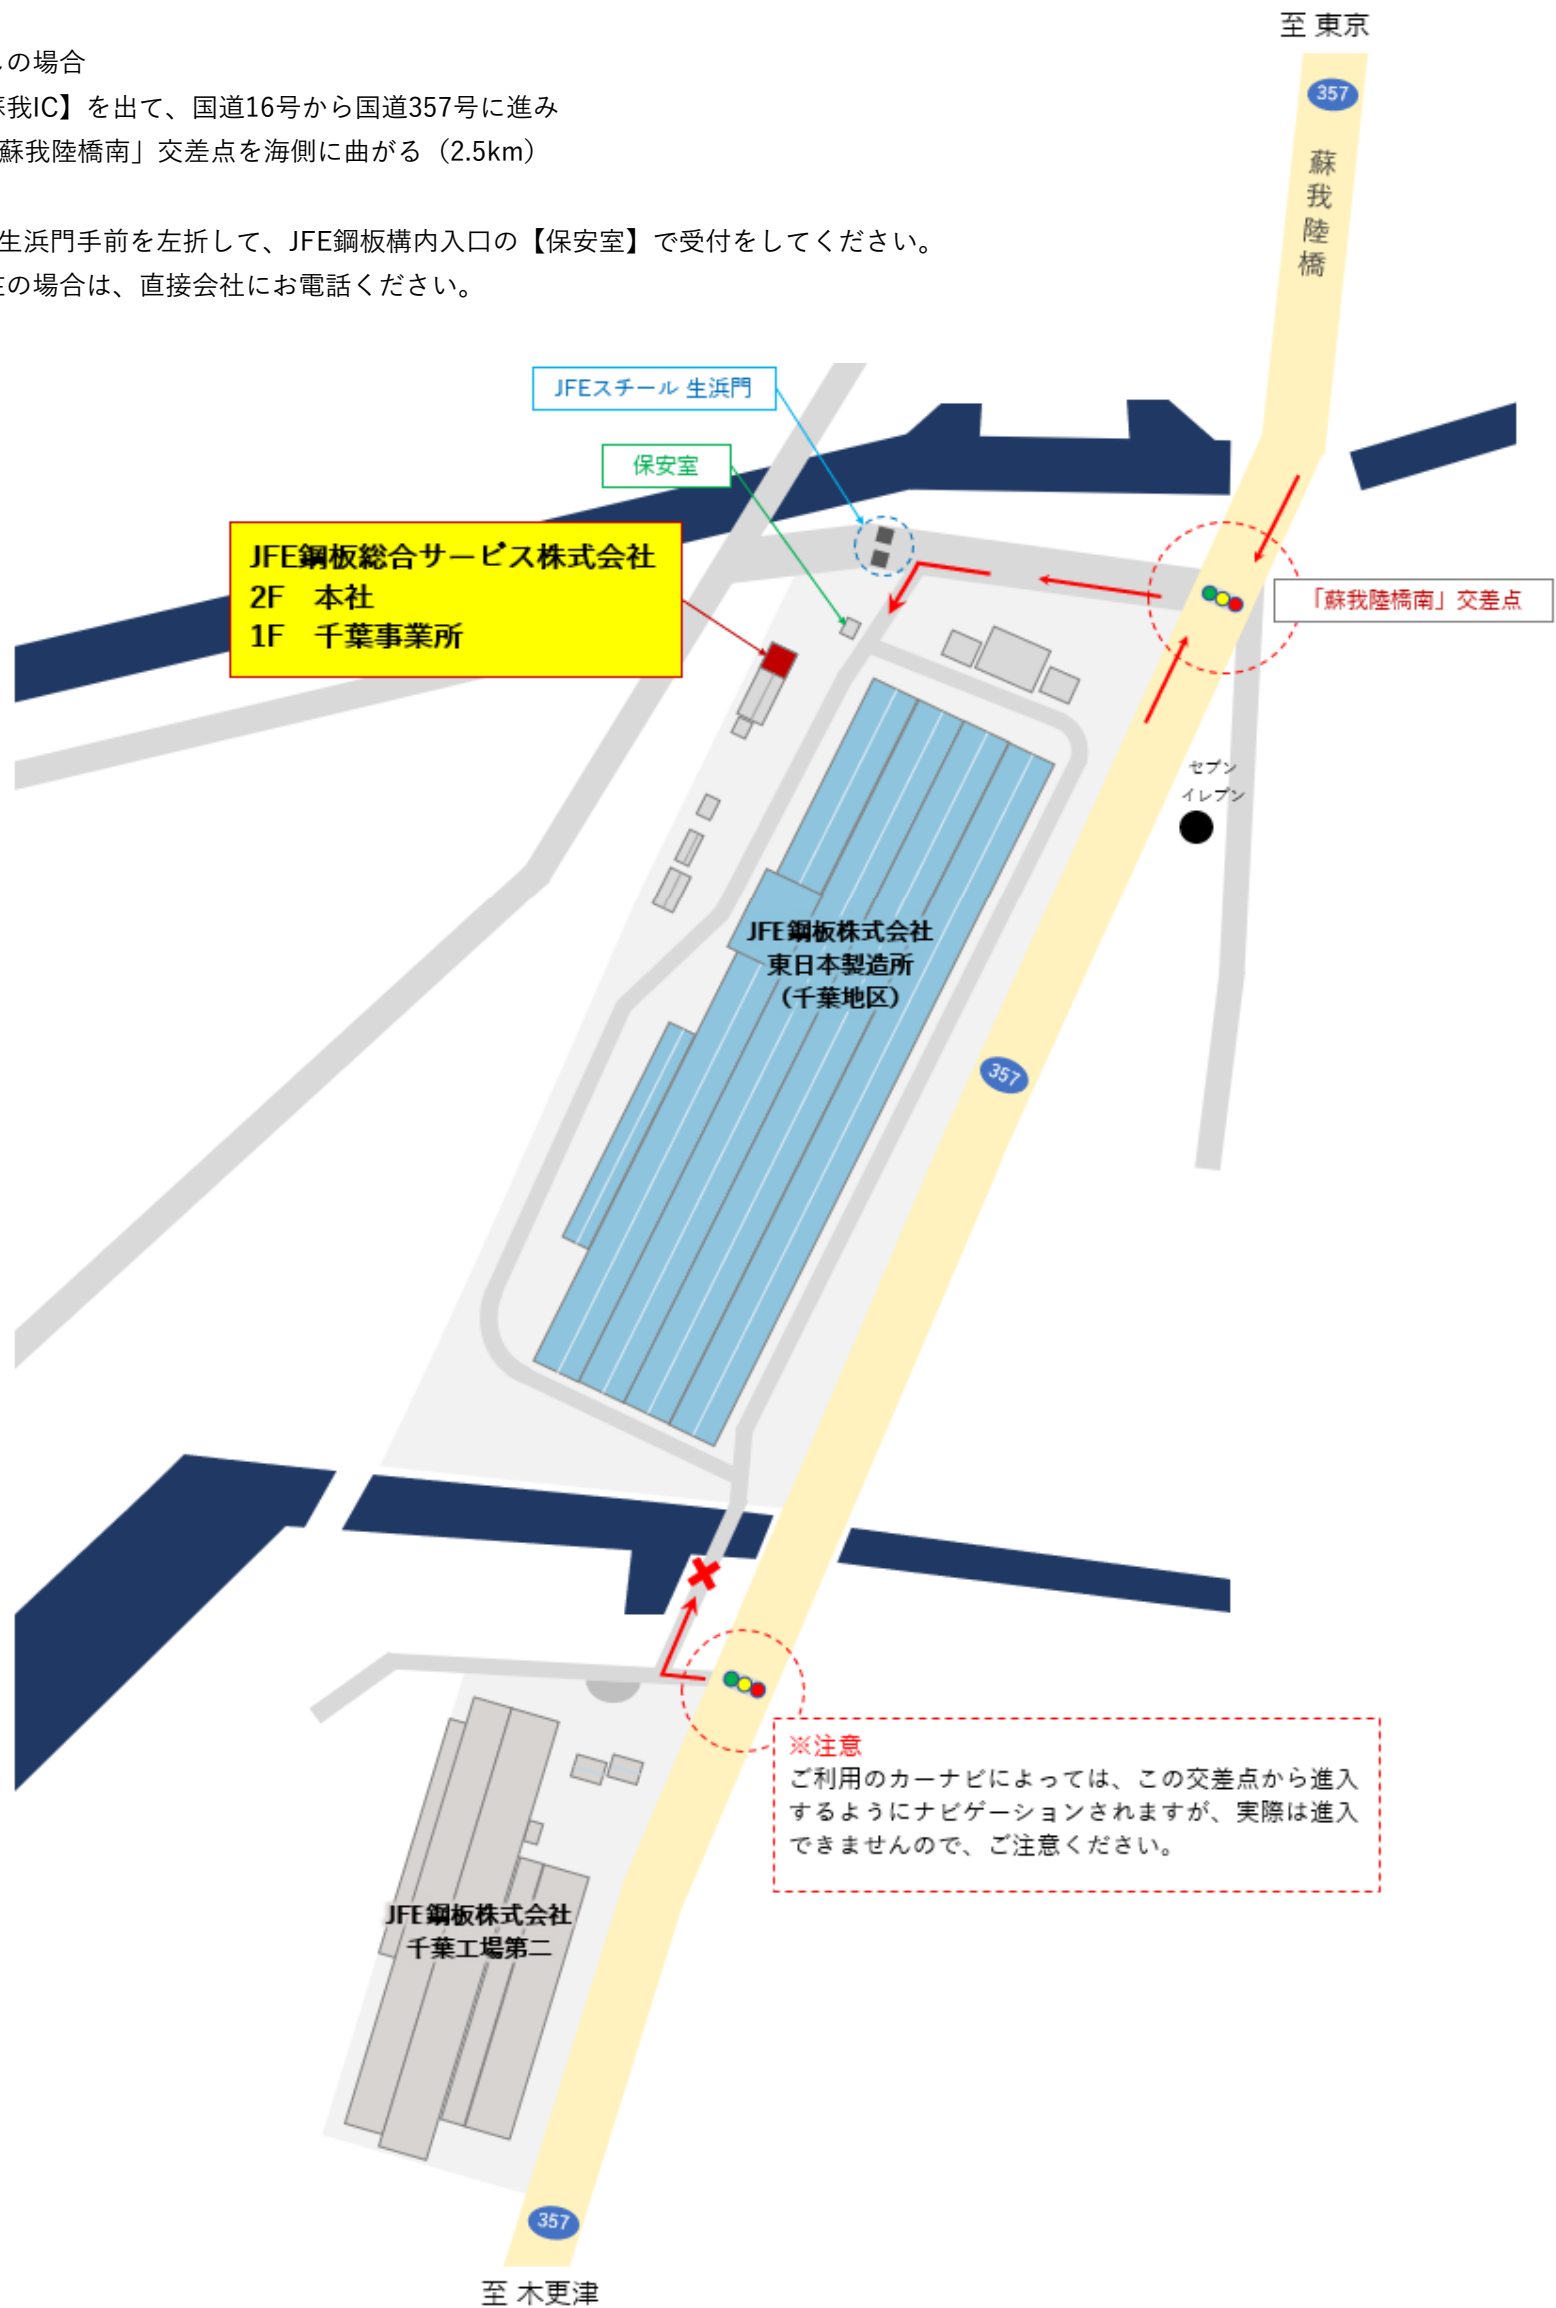 至 東京
の場合
我IC】を出て、国道16号から国道357号に進み
蘇我陸橋南」交差点を海側に曲がる（2.5km）
生浜門手前を左折して、JFE鋼板構内入口の【保安室】で受付をしてください。
の場合は、直接会社にお電話ください。
357
蘇我陸橋
JFEスチール 生浜門
保安室
JFE鋼板総合サービス株式会社
2F 本社
1F 千葉事業所
「蘇我陸橋南」交差点
セブン
イレブン
JFE鋼板株式会社
東日本製造所
（千葉地区）
357
※注意
ご利用のカーナビによっては、この交差点から進入
するようにナビゲーションされますが、実際は進入
できませんので、ご注意ください。
JFE鋼板株式会社
千葉工場第二
357
至 木更津